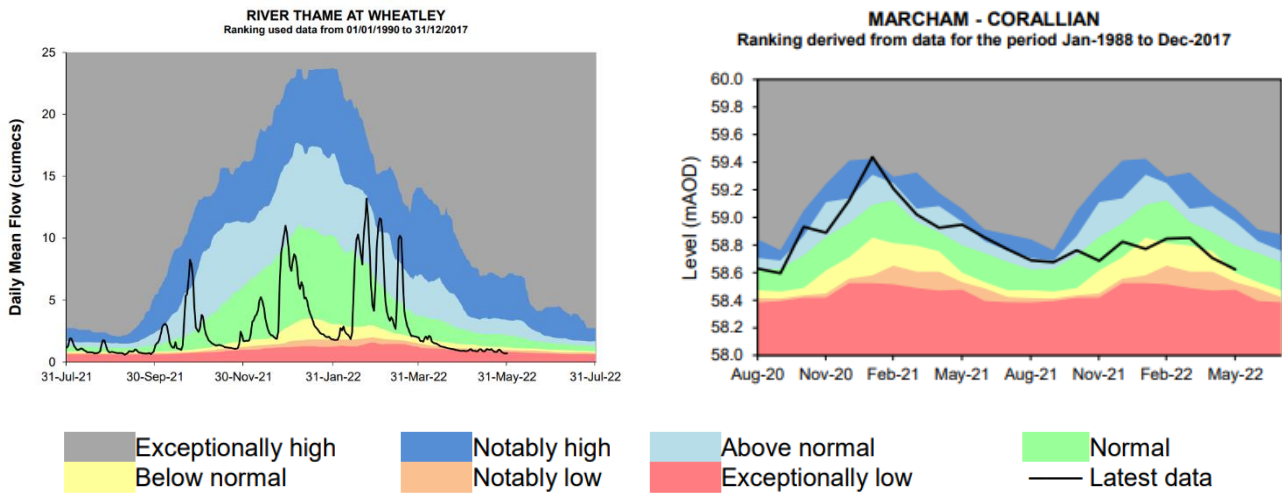 RIVER THAME AT WHEATLEY
Ranking used data from 01/01/1990 to 31/12/2017
Daily Mean Flow (cumecs)
25
20
15
10
5
0
31-Jul-21 30-Sep-21 30-Nov-21 31-Jan-22 31-Mar-22 31-May-22 31-Jul-22
MARCHAM - CORALLIAN
Ranking derived from data for the period Jan-1988 to Dec-2017
Level (mAOD)
60.0
59.8
59.6
59.4
59.2
59.0
58.8
58.6
58.4
58.2
58.0
Aug-20 Nov-20 Feb-21 May-21 Aug-21 Nov-21 Feb-22 May-22
Exceptionally high Notably high Above normal Normal
Below normal Notably low Exceptionally low Latest data